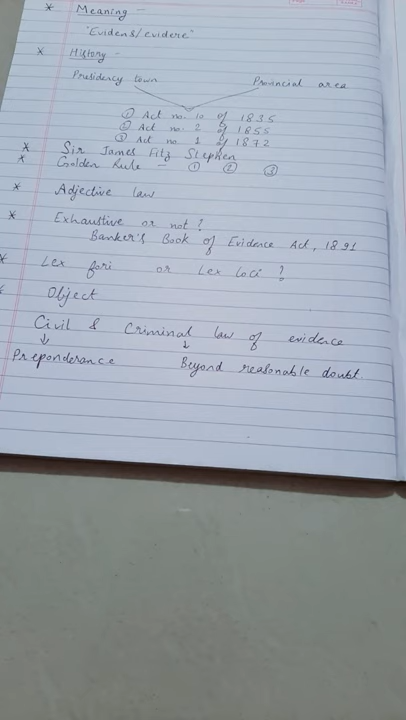 * Meaning -
"Evidens/evidere"
* History -
Presidency town Provincial area
① Act no. 10 of 1835
② Act no. 2 of 1855
③ Act no. 1 of 1872
* Sir James Fitz Stephen
* Golden Rule - ① ② ③
* Adjective law
* Exhaustive or not?
Banker's Book of Evidence Act, 1891
* Lex fori or Lex Loci?
* Object
Civil & Criminal law of evidence
↓ ↓
Preponderance Beyond reasonable doubt.